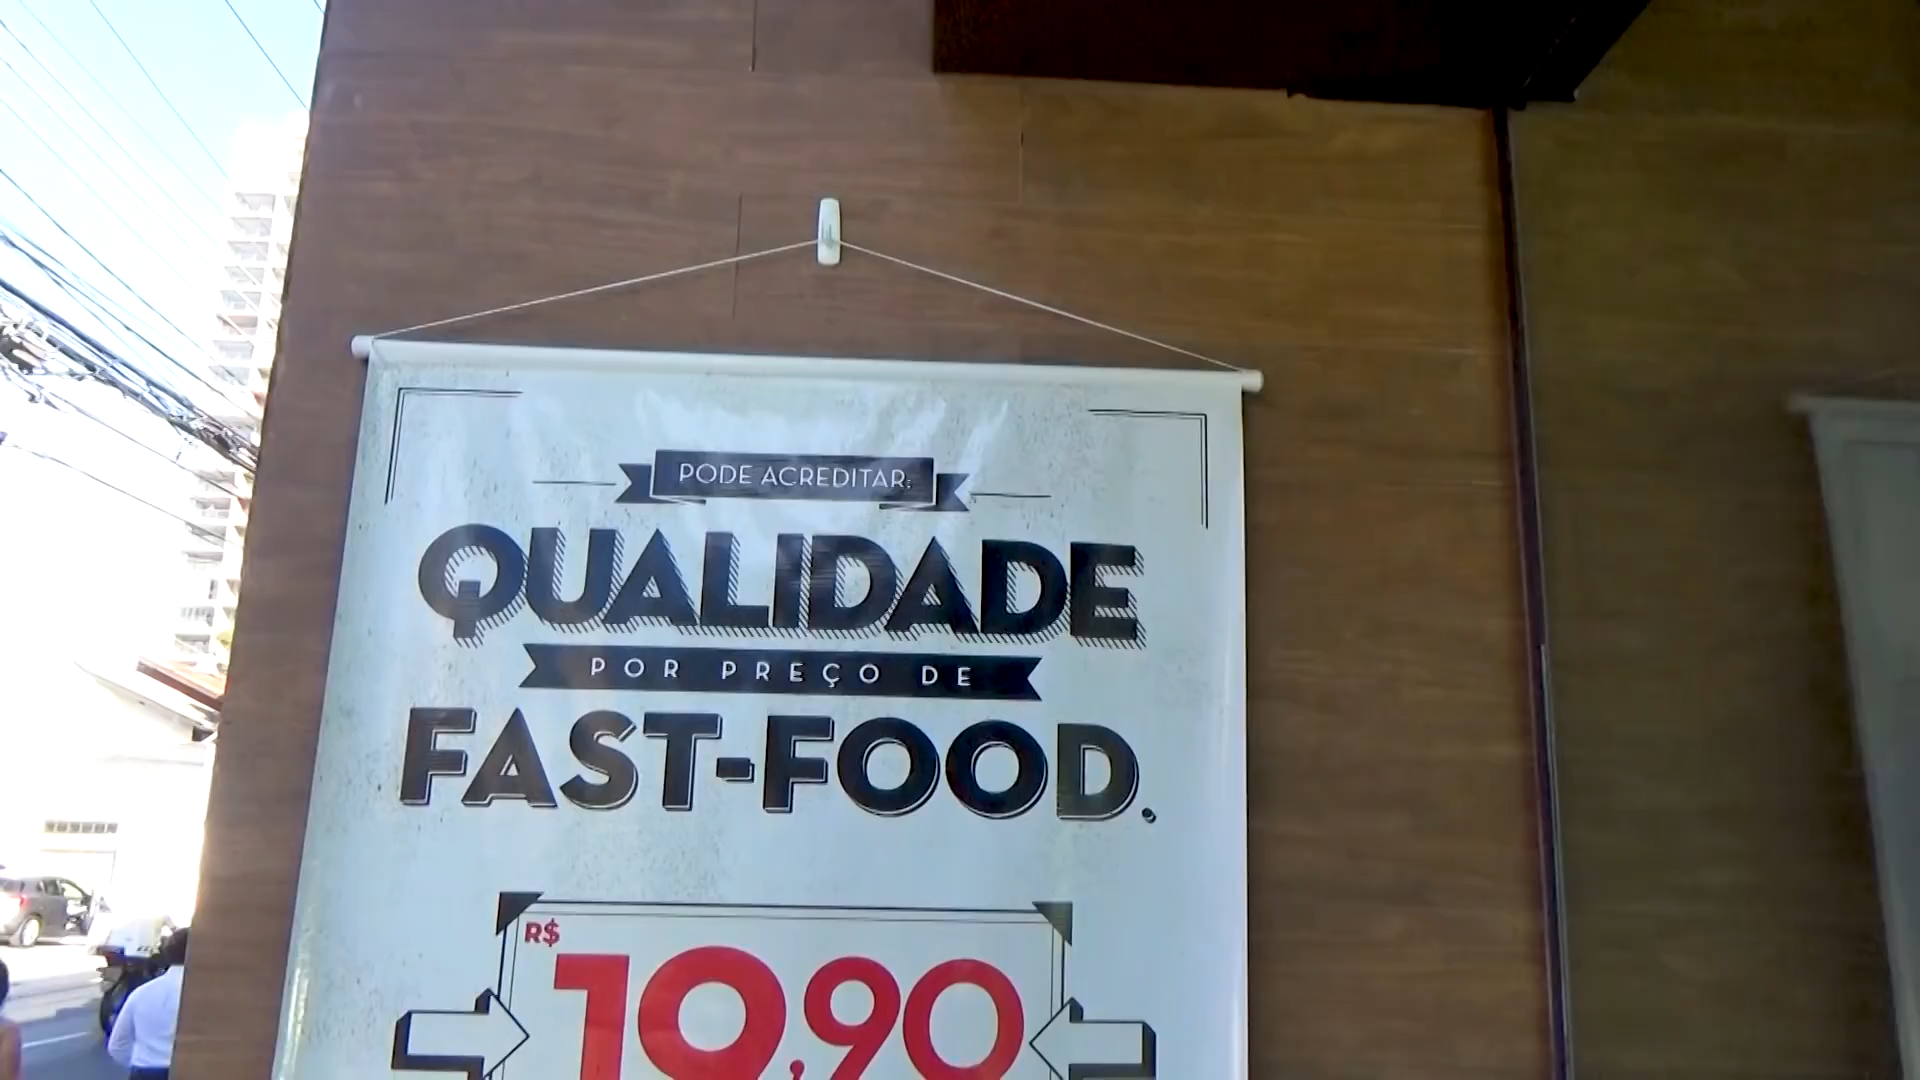 PODE ACREDITAR:
QUALIDADE
POR PREÇO DE
FAST-FOOD.
R$
19,90